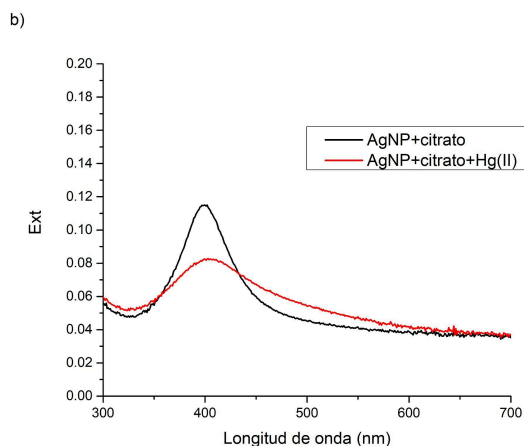 b)
0.20
0.18
0.16
0.14
0.12
0.10
0.08
0.06
0.04
0.02
0.00
Ext
AgNP+citrato
AgNP+citrato+Hg(II)
300 400 500 600 700
Longitud de onda (nm)